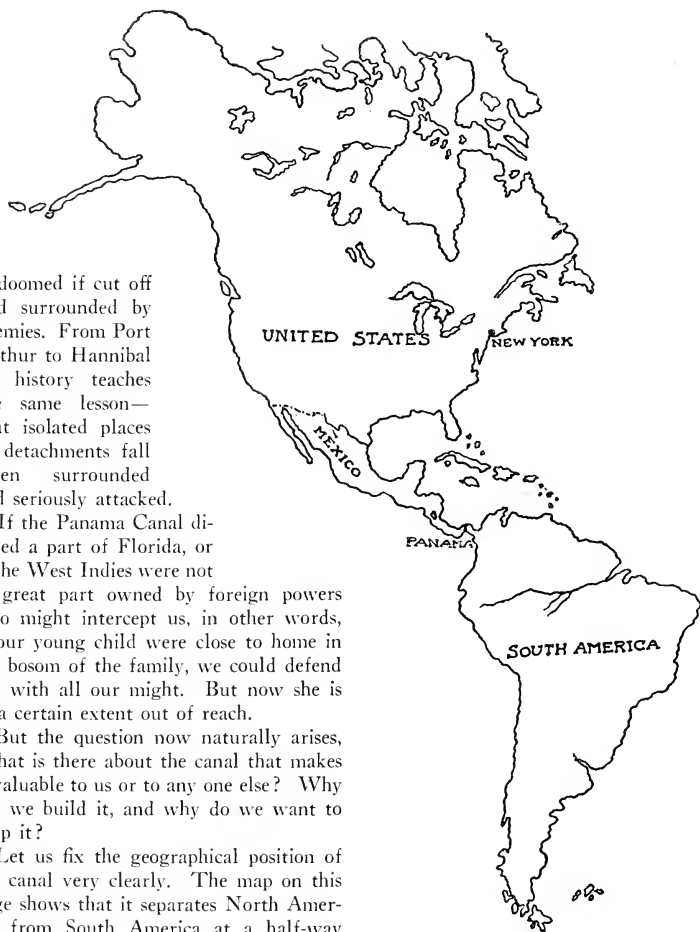 doomed if cut off
surrounded by
From Port
to Hannibal
history teaches
same lesson—
isolated places
detachments fall
surrounded
seriously attacked.
If the Panama Canal di-
a part of Florida, or
he West Indies were not
great part owned by foreign powers
might intercept us, in other words,
our young child were close to home in
bosom of the family, we could defend
with all our might. But now she is
a certain extent out of reach.
But the question now naturally arises,
hat is there about the canal that makes
valuable to us or to any one else? Why
we build it, and why do we want to
p it?
Let us fix the geographical position of
canal very clearly. The map on this
ge shows that it separates North Amer-
from South America at a half-way
UNITED STATES
NEW YORK
MEXICO
PANAMA
SOUTH AMERICA